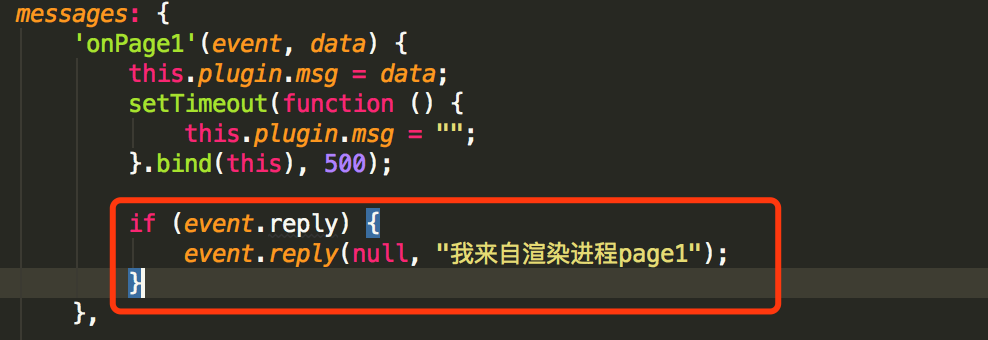 messages: {
'onPage1'(event, data) {
this.plugin.msg = data;
setTimeout(function () {
this.plugin.msg = "";
}.bind(this), 500);
if (event.reply) {
event.reply(null, "我来自渲染进程page1");
}
},